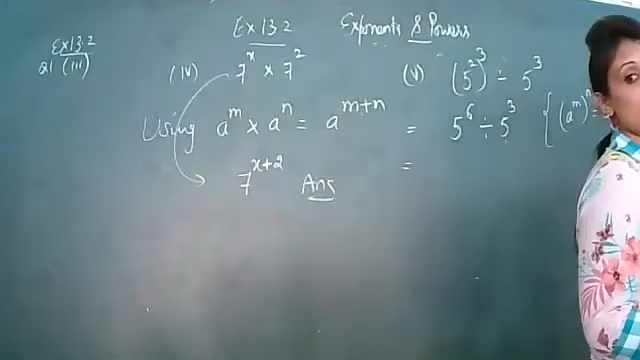 Ex 13.2 Exponents & Powers
Ex 13.2
Q1 (iii)
(iv) 7^x × 7^2
Using a^m × a^n = a^{m+n}
7^{x+2} Ans
(v) (5^2)^3 ÷ 5^3
= 5^6 ÷ 5^3 { (a^m)^n =
=